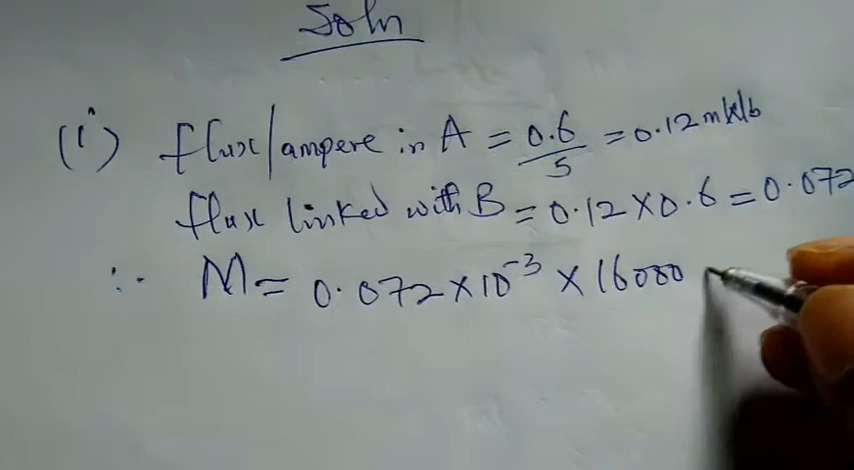 Soln
(i) flux/ampere in A = 0.6/5 = 0.12 mWb
flux linked with B = 0.12 × 0.6 = 0.072
∴ M = 0.072 × 10⁻³ × 16000